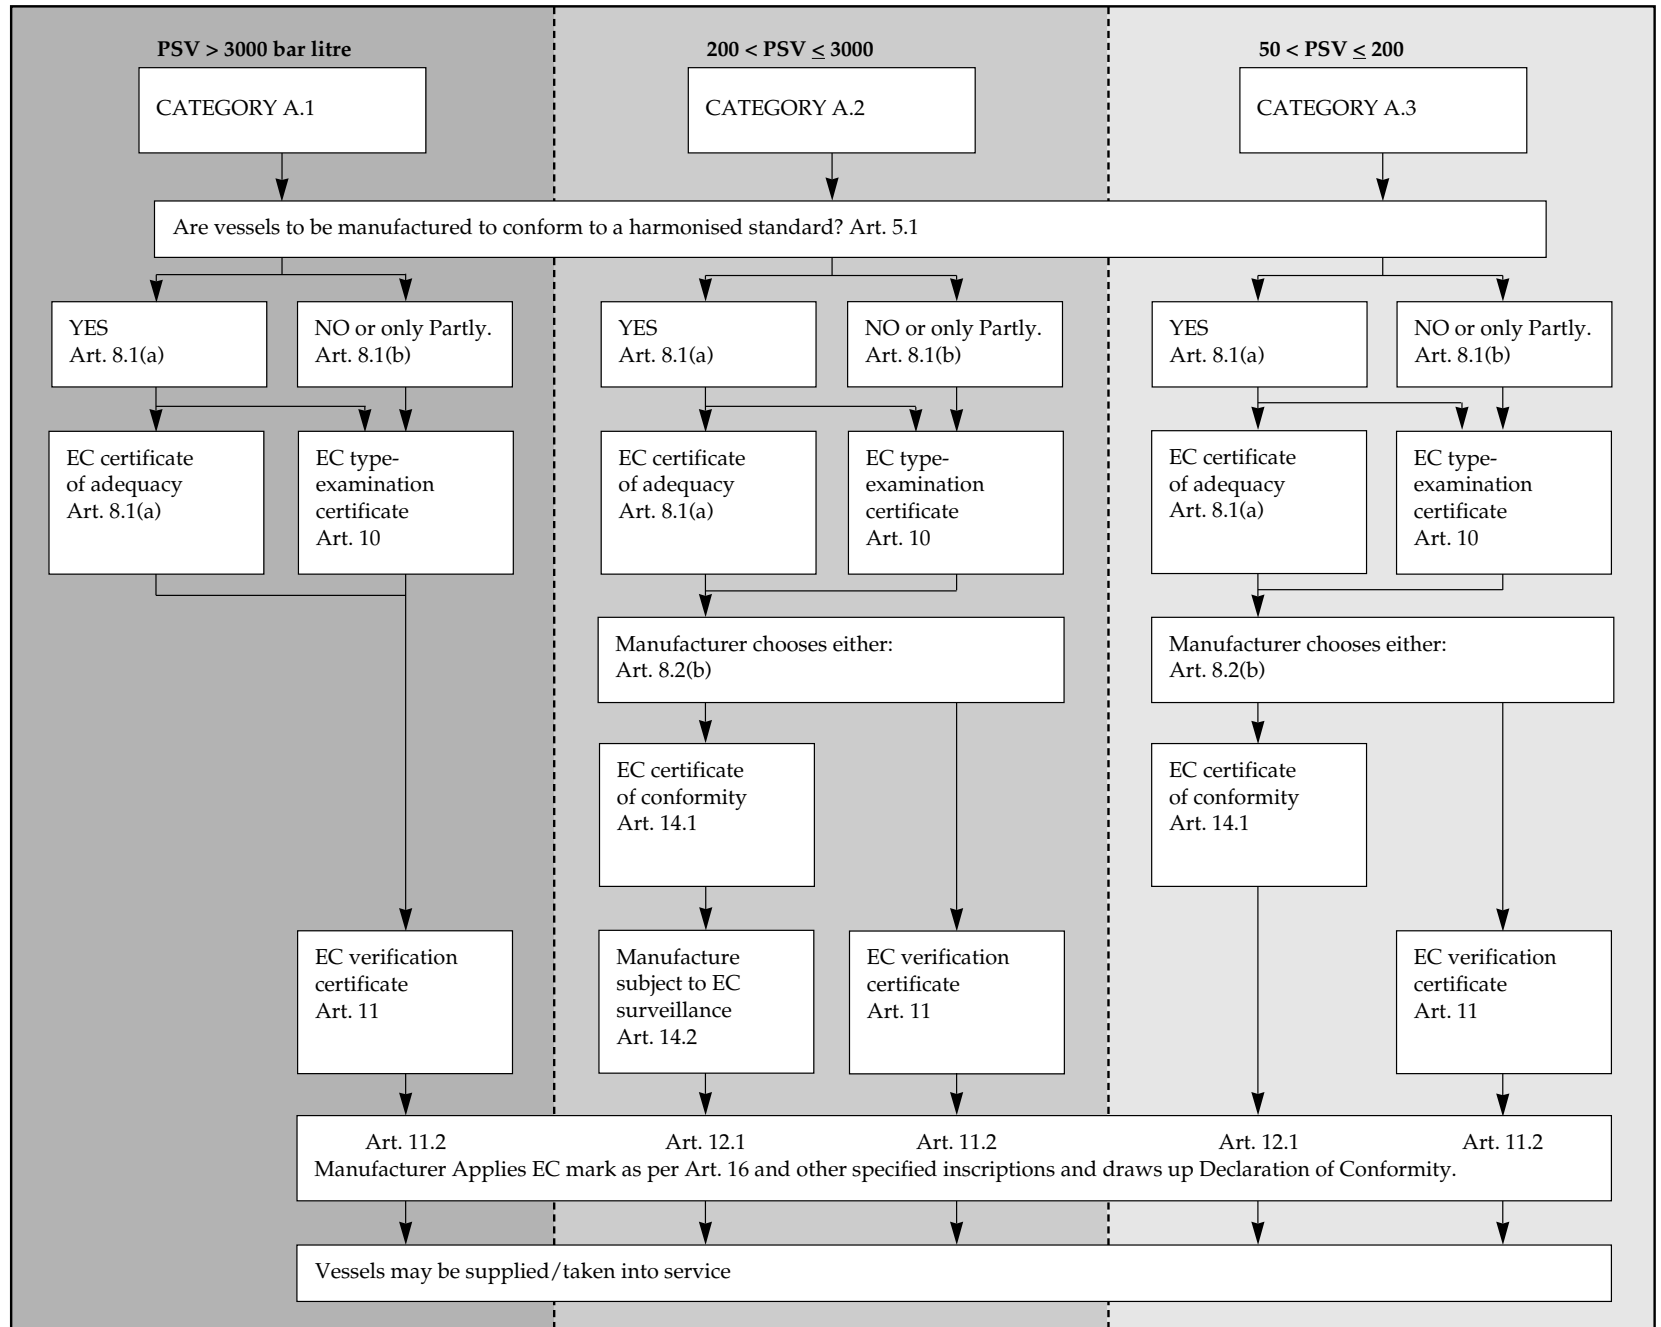 PSV > 3000 bar litre
200 < PSV ≤ 3000
50 < PSV ≤ 200
CATEGORY A.1
CATEGORY A.2
CATEGORY A.3
Are vessels to be manufactured to conform to a harmonised standard? Art. 5.1
YES
Art. 8.1(a)
NO or only Partly.
Art. 8.1(b)
YES
Art. 8.1(a)
NO or only Partly.
Art. 8.1(b)
YES
Art. 8.1(a)
NO or only Partly.
Art. 8.1(b)
EC certificate
of adequacy
Art. 8.1(a)
EC type-
examination
certificate
Art. 10
EC certificate
of adequacy
Art. 8.1(a)
EC type-
examination
certificate
Art. 10
EC certificate
of adequacy
Art. 8.1(a)
EC type-
examination
certificate
Art. 10
Manufacturer chooses either:
Art. 8.2(b)
Manufacturer chooses either:
Art. 8.2(b)
EC certificate
of conformity
Art. 14.1
EC certificate
of conformity
Art. 14.1
EC verification
certificate
Art. 11
Manufacture
subject to EC
surveillance
Art. 14.2
EC verification
certificate
Art. 11
EC verification
certificate
Art. 11
Art. 11.2 Art. 12.1 Art. 11.2 Art. 12.1 Art. 11.2
Manufacturer Applies EC mark as per Art. 16 and other specified inscriptions and draws up Declaration of Conformity.
Vessels may be supplied/taken into service